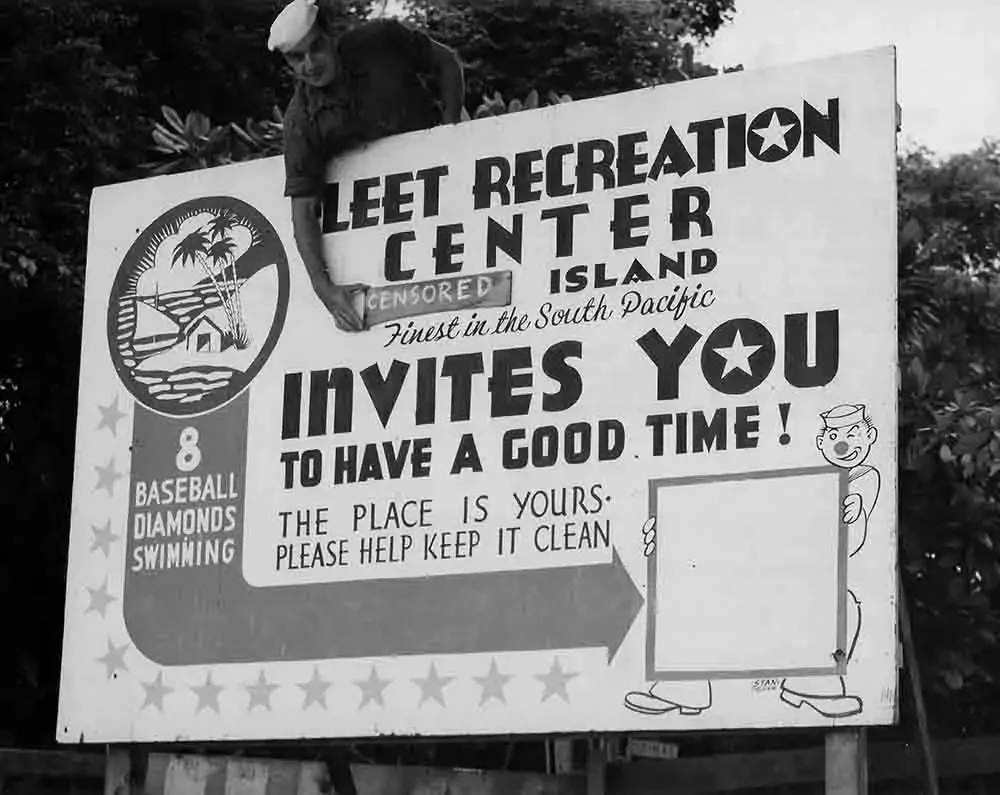 LEET RECREATION
CENTER
CENSORED ISLAND
Finest in the South Pacific
INVITES YOU
TO HAVE A GOOD TIME!
8
BASEBALL
DIAMONDS
SWIMMING
THE PLACE IS YOURS.
PLEASE HELP KEEP IT CLEAN
STAN